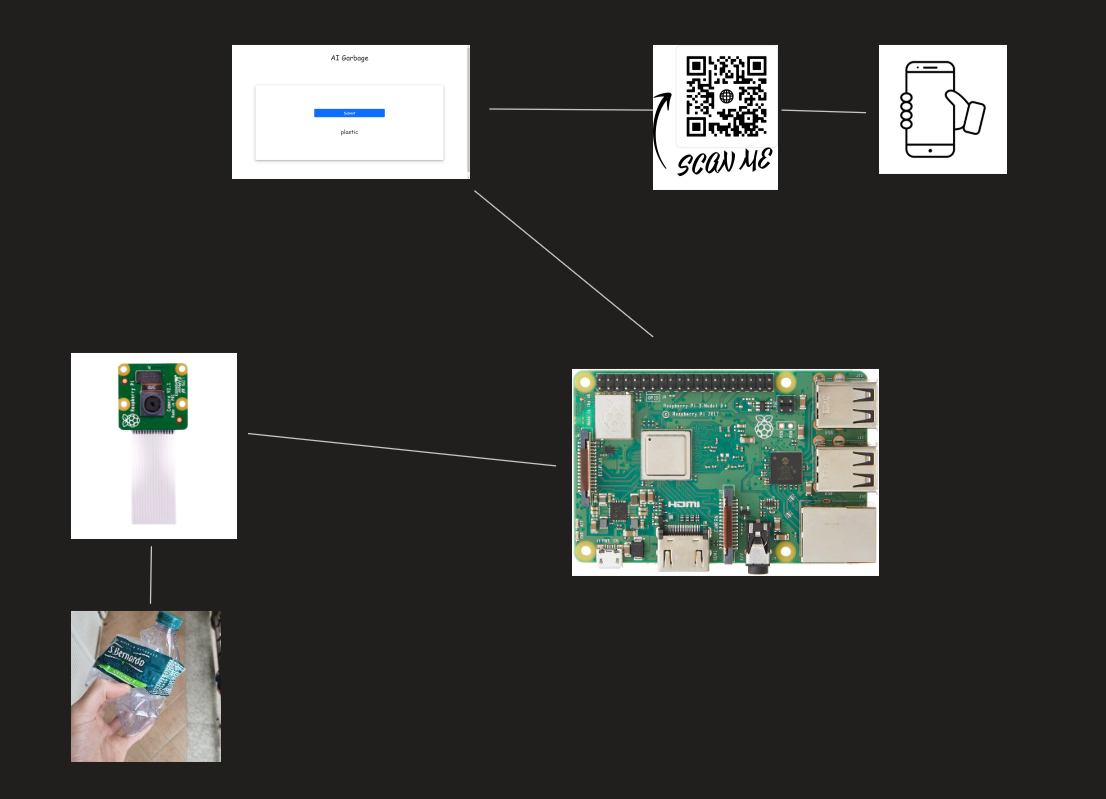 AI Garbage
Submit
plastic
SCAN ME
Raspberry Pi
Raspberry Pi 3 Model B+
© Raspberry Pi 2017
HDMI
S.Bernardo